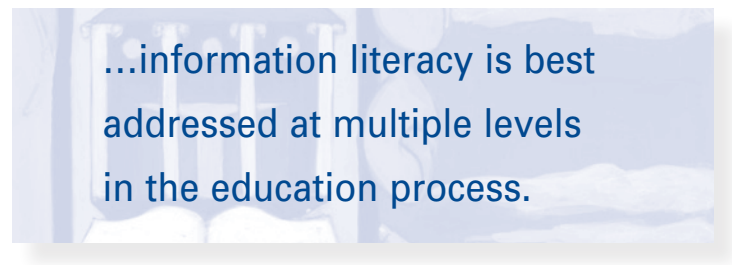 …information literacy is best
addressed at multiple levels
in the education process.